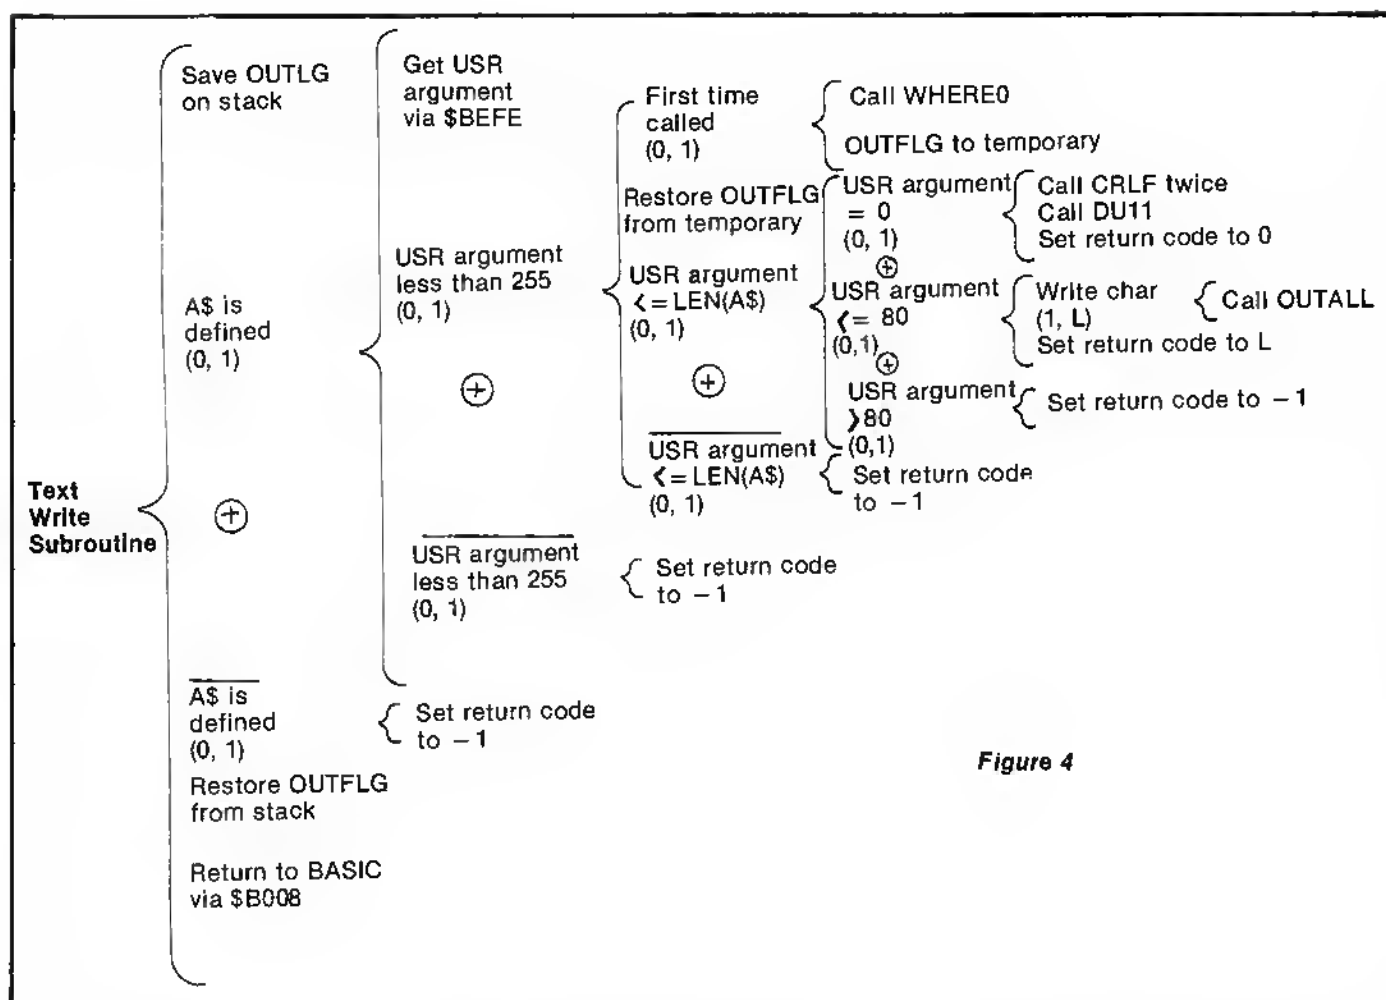 Text
Write
Subroutine
Save OUTLG
on stack
A$ is
defined
(0, 1)
+
A$ is
defined
(0, 1)
Restore OUTFLG
from stack
Return to BASIC
via $B008
Get USR
argument
via $BEFE
USR argument
less than 255
(0, 1)
+
USR argument
less than 255
(0, 1)
Set return code
to −1
First time
called
(0, 1)
Restore OUTFLG
from temporary
USR argument
<=LEN(A$)
(0, 1)
+
USR argument
<=LEN(A$)
(0, 1)
Set return code
to −1
Call WHERE0
OUTFLG to temporary
USR argument
= 0
(0, 1)
+
USR argument
<= 80
(0,1)
+
USR argument
>80
(0,1)
Set return code
to −1
Call CRLF twice
Call DU11
Set return code to 0
Write char
(1, L)
Set return code to L
Call OUTALL
Set return code to −1
Figure 4